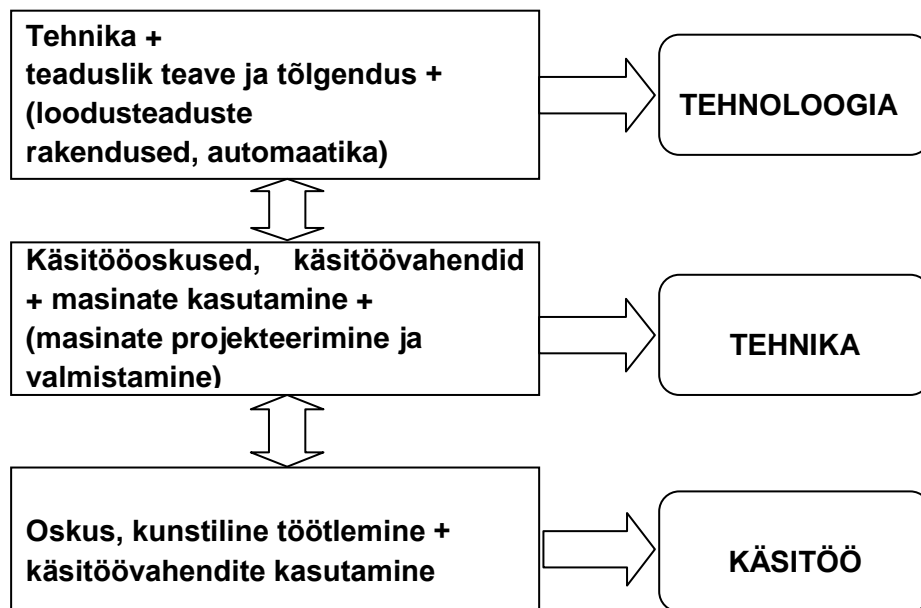 Tehnika +
teaduslik teave ja tõlgendus +
(loodusteaduste
rakendused, automaatika)
TEHNOLOOGIA
Käsitööoskused, käsitöövahendid
+ masinate kasutamine +
(masinate projekteerimine ja
valmistamine)
TEHNIKA
Oskus, kunstiline töötlemine +
käsitöövahendite kasutamine
KÄSITÖÖ